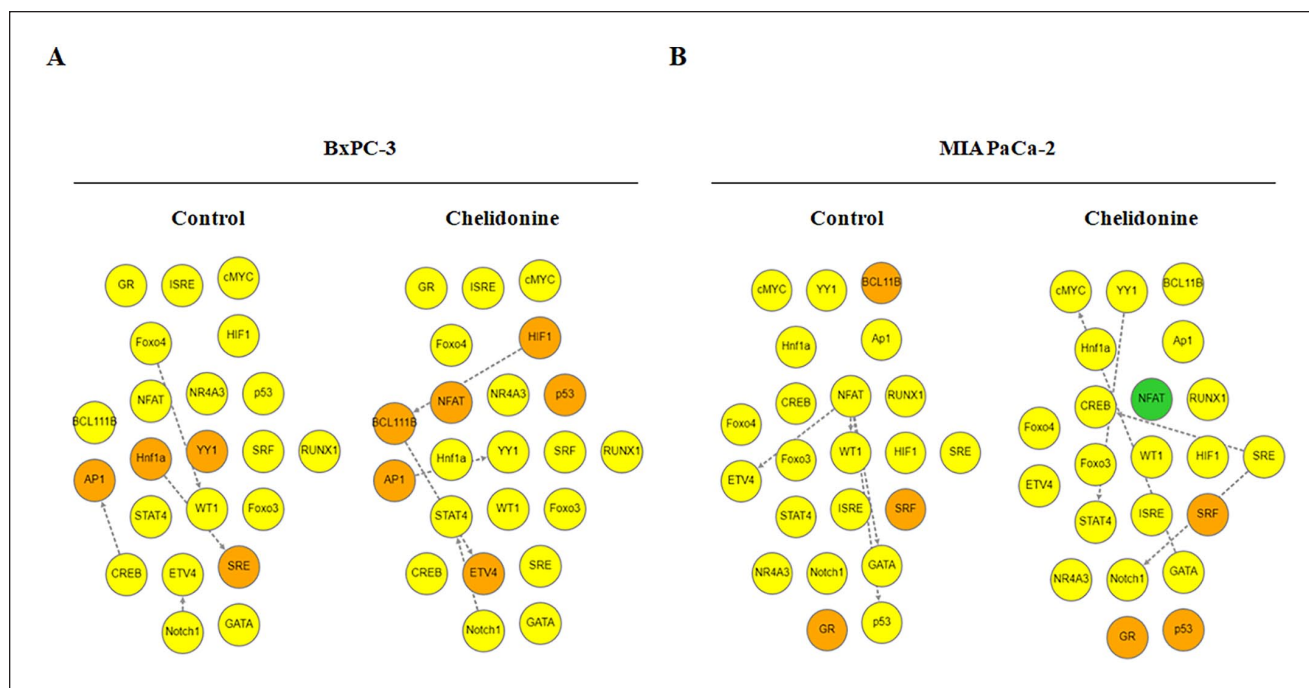 A
B
BxPC-3
MIA PaCa-2
Control
Chelidonine
Control
Chelidonine
GR
ISRE
cMYC
Foxo4
HIF1
NFAT
NR4A3
p53
BCL111B
Hnf1a
YY1
SRF
RUNX1
AP1
STAT4
WT1
Foxo3
CREB
ETV4
SRE
Notch1
GATA
GR
ISRE
cMYC
Foxo4
HIF1
NFAT
NR4A3
p53
BCL111B
Hnf1a
YY1
SRF
RUNX1
AP1
STAT4
WT1
Foxo3
CREB
ETV4
SRE
Notch1
GATA
cMYC
YY1
BCL11B
Hnf1a
Ap1
CREB
NFAT
RUNX1
Foxo4
Foxo3
WT1
HIF1
SRE
ETV4
STAT4
ISRE
SRF
NR4A3
Notch1
GATA
GR
p53
cMYC
YY1
BCL11B
Hnf1a
Ap1
CREB
NFAT
RUNX1
Foxo4
Foxo3
WT1
HIF1
SRE
ETV4
STAT4
ISRE
SRF
NR4A3
Notch1
GATA
GR
p53